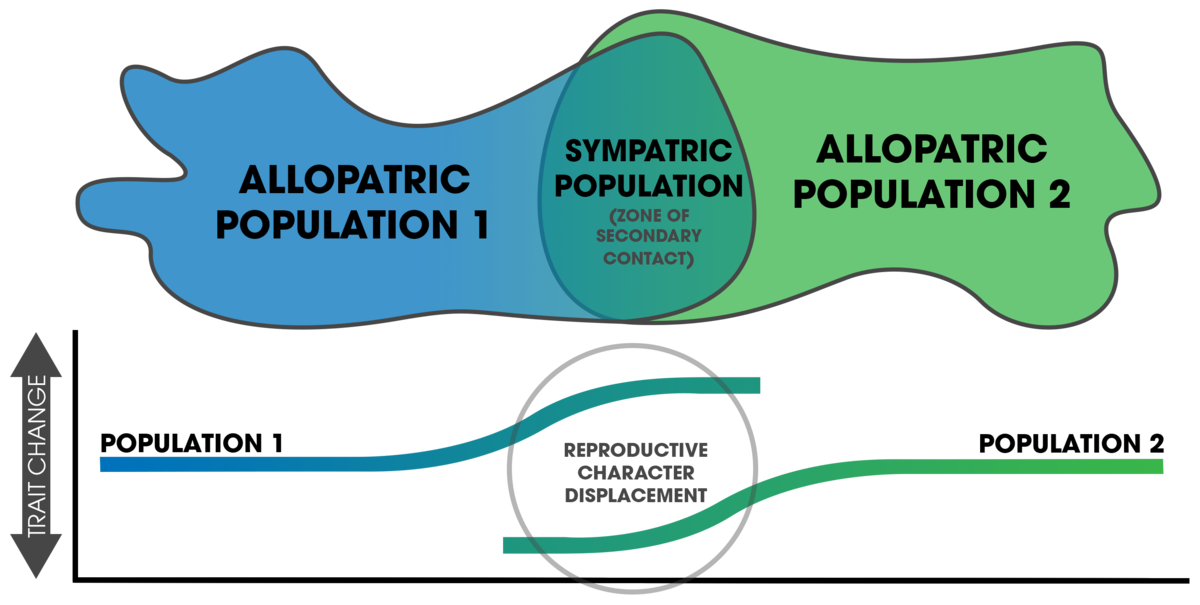 ALLOPATRIC
POPULATION 1
SYMPATRIC
POPULATION
(ZONE OF
SECONDARY
CONTACT)
ALLOPATRIC
POPULATION 2
TRAIT CHANGE
POPULATION 1
REPRODUCTIVE
CHARACTER
DISPLACEMENT
POPULATION 2